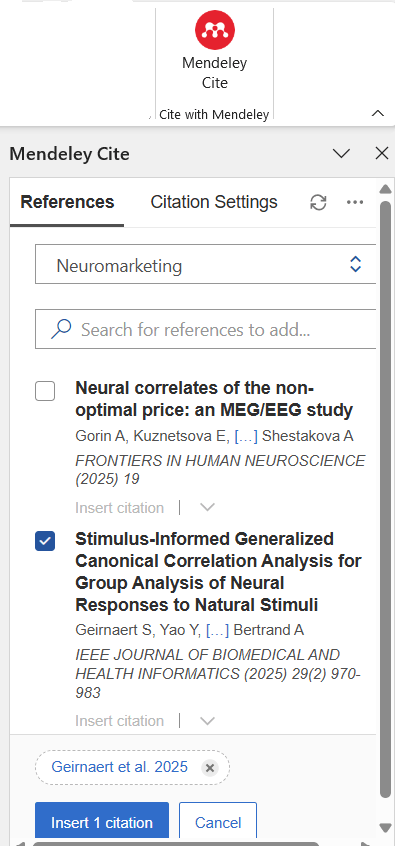 Mendeley
Cite
Cite with Mendeley
Mendeley Cite
References Citation Settings
Neuromarketing
Search for references to add...
Neural correlates of the non-
optimal price: an MEG/EEG study
Gorin A, Kuznetsova E, [...] Shestakova A
FRONTIERS IN HUMAN NEUROSCIENCE
(2025) 19
Insert citation
Stimulus-Informed Generalized
Canonical Correlation Analysis for
Group Analysis of Neural
Responses to Natural Stimuli
Geirnaert S, Yao Y, [...] Bertrand A
IEEE JOURNAL OF BIOMEDICAL AND
HEALTH INFORMATICS (2025) 29(2) 970-
983
Insert citation
Geirnaert et al. 2025
Insert 1 citation Cancel